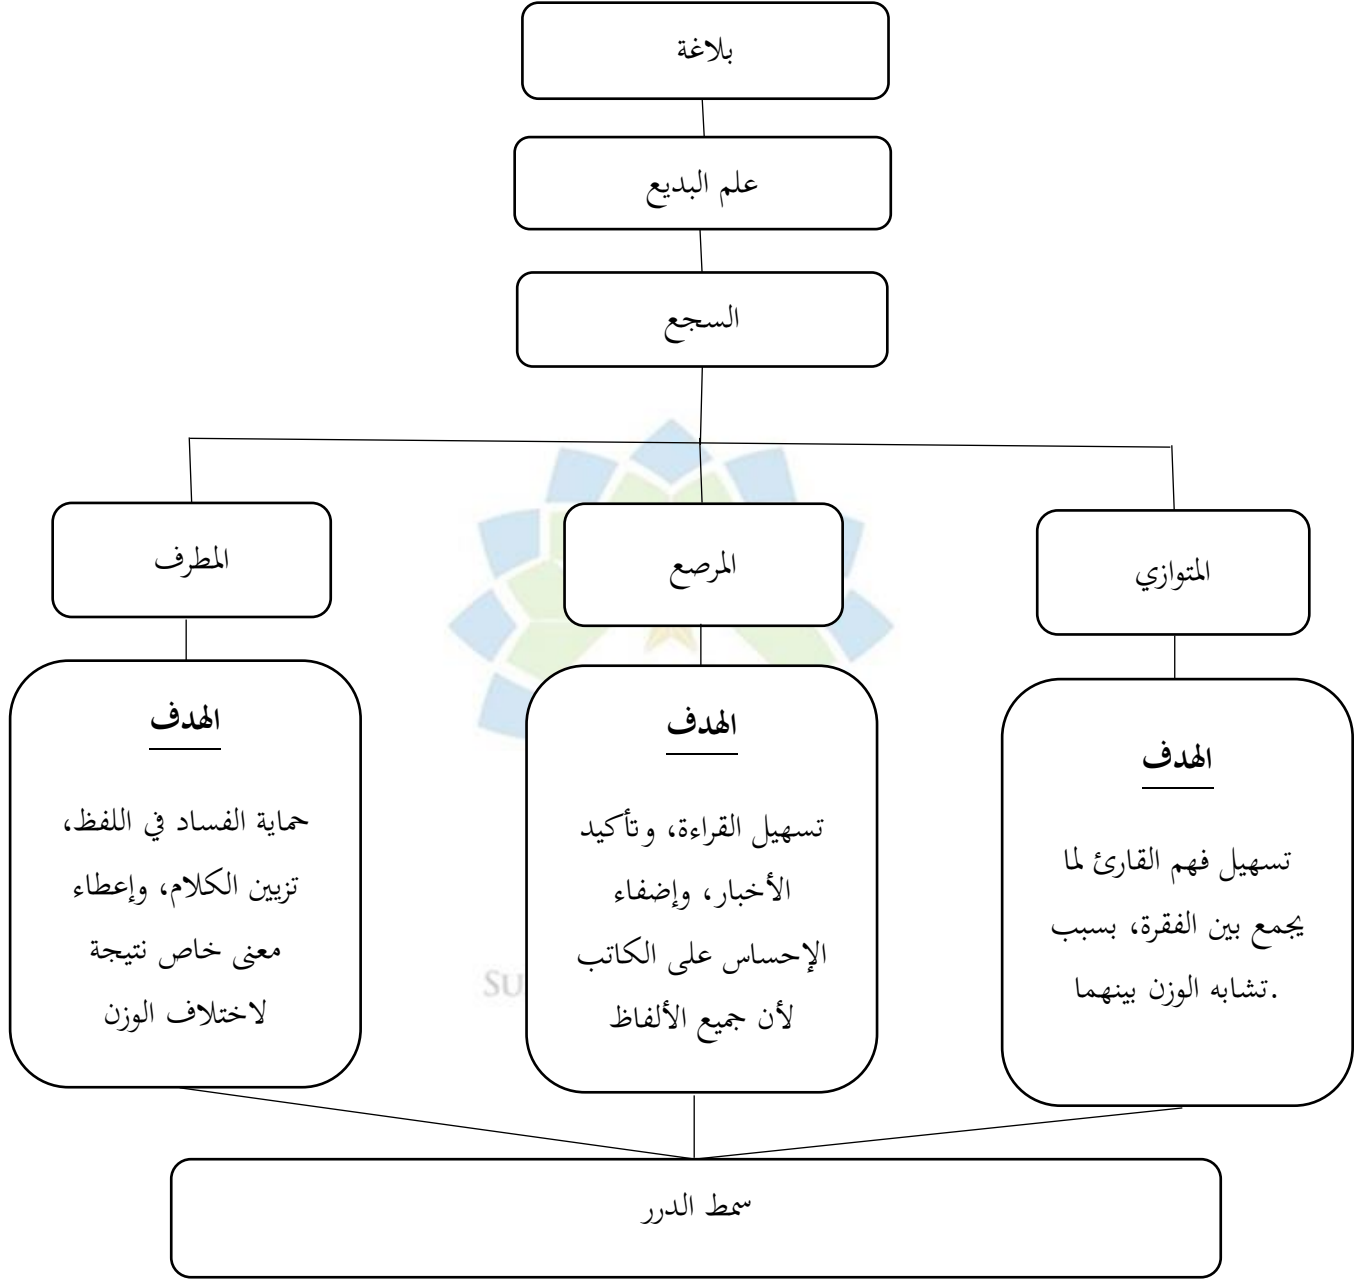 بلاغة
علم البديع
السجع
المتوازي
المرصع
المطرف
الهدف
تسهيل فهم القارئ لما
يجمع بين الفقرة، بسبب
تشابه الوزن بينهما.
الهدف
تسهيل القراءة، وتأكيد
الأخبار، وإضفاء
الإحساس على الكاتب
لأن جميع الألفاظ
الهدف
حماية الفساد في اللفظ،
تزيين الكلام، وإعطاء
معنى خاص نتيجة
لاختلاف الوزن
SU
سمط الدرر